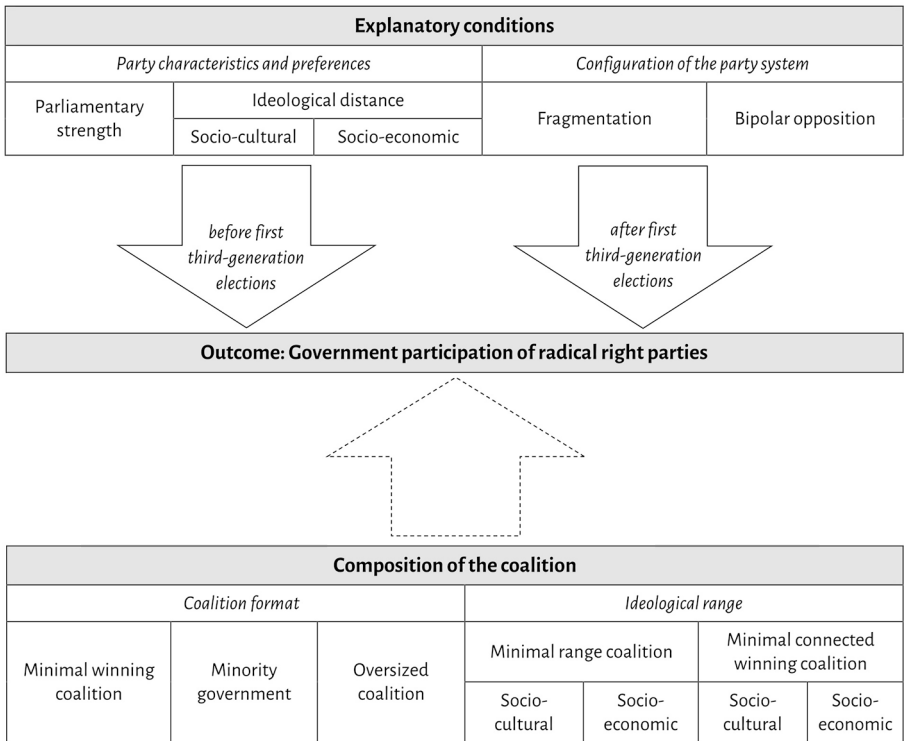 Explanatory conditions
Party characteristics and preferences
Configuration of the party system
Parliamentary
strength
Ideological distance
Socio-cultural
Socio-economic
Fragmentation
Bipolar opposition
before first
third-generation
elections
after first
third-generation
elections
Outcome: Government participation of radical right parties
Composition of the coalition
Coalition format
Ideological range
Minimal winning
coalition
Minority
government
Oversized
coalition
Minimal range coalition
Minimal connected
winning coalition
Socio-
cultural
Socio-
economic
Socio-
cultural
Socio-
economic